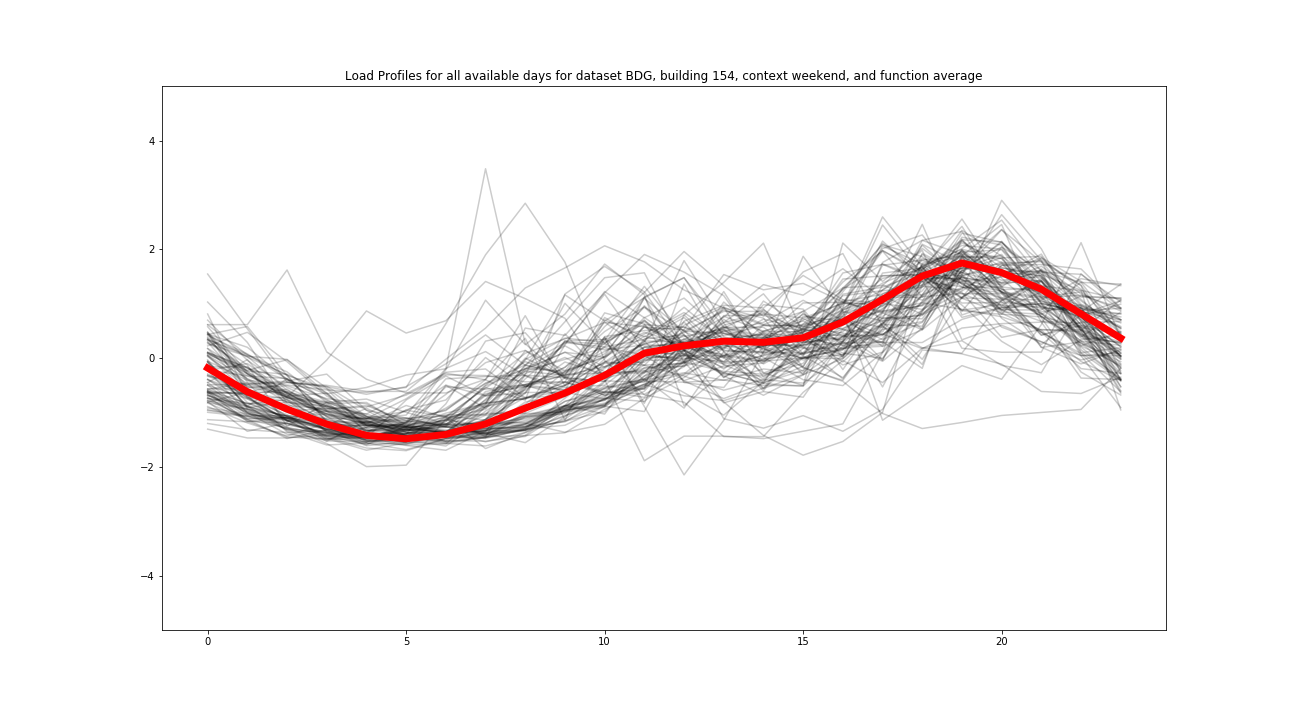 Load Profiles for all available days for dataset BDG, building 154, context weekend, and function average
4
2
0
−2
−4
0 5 10 15 20